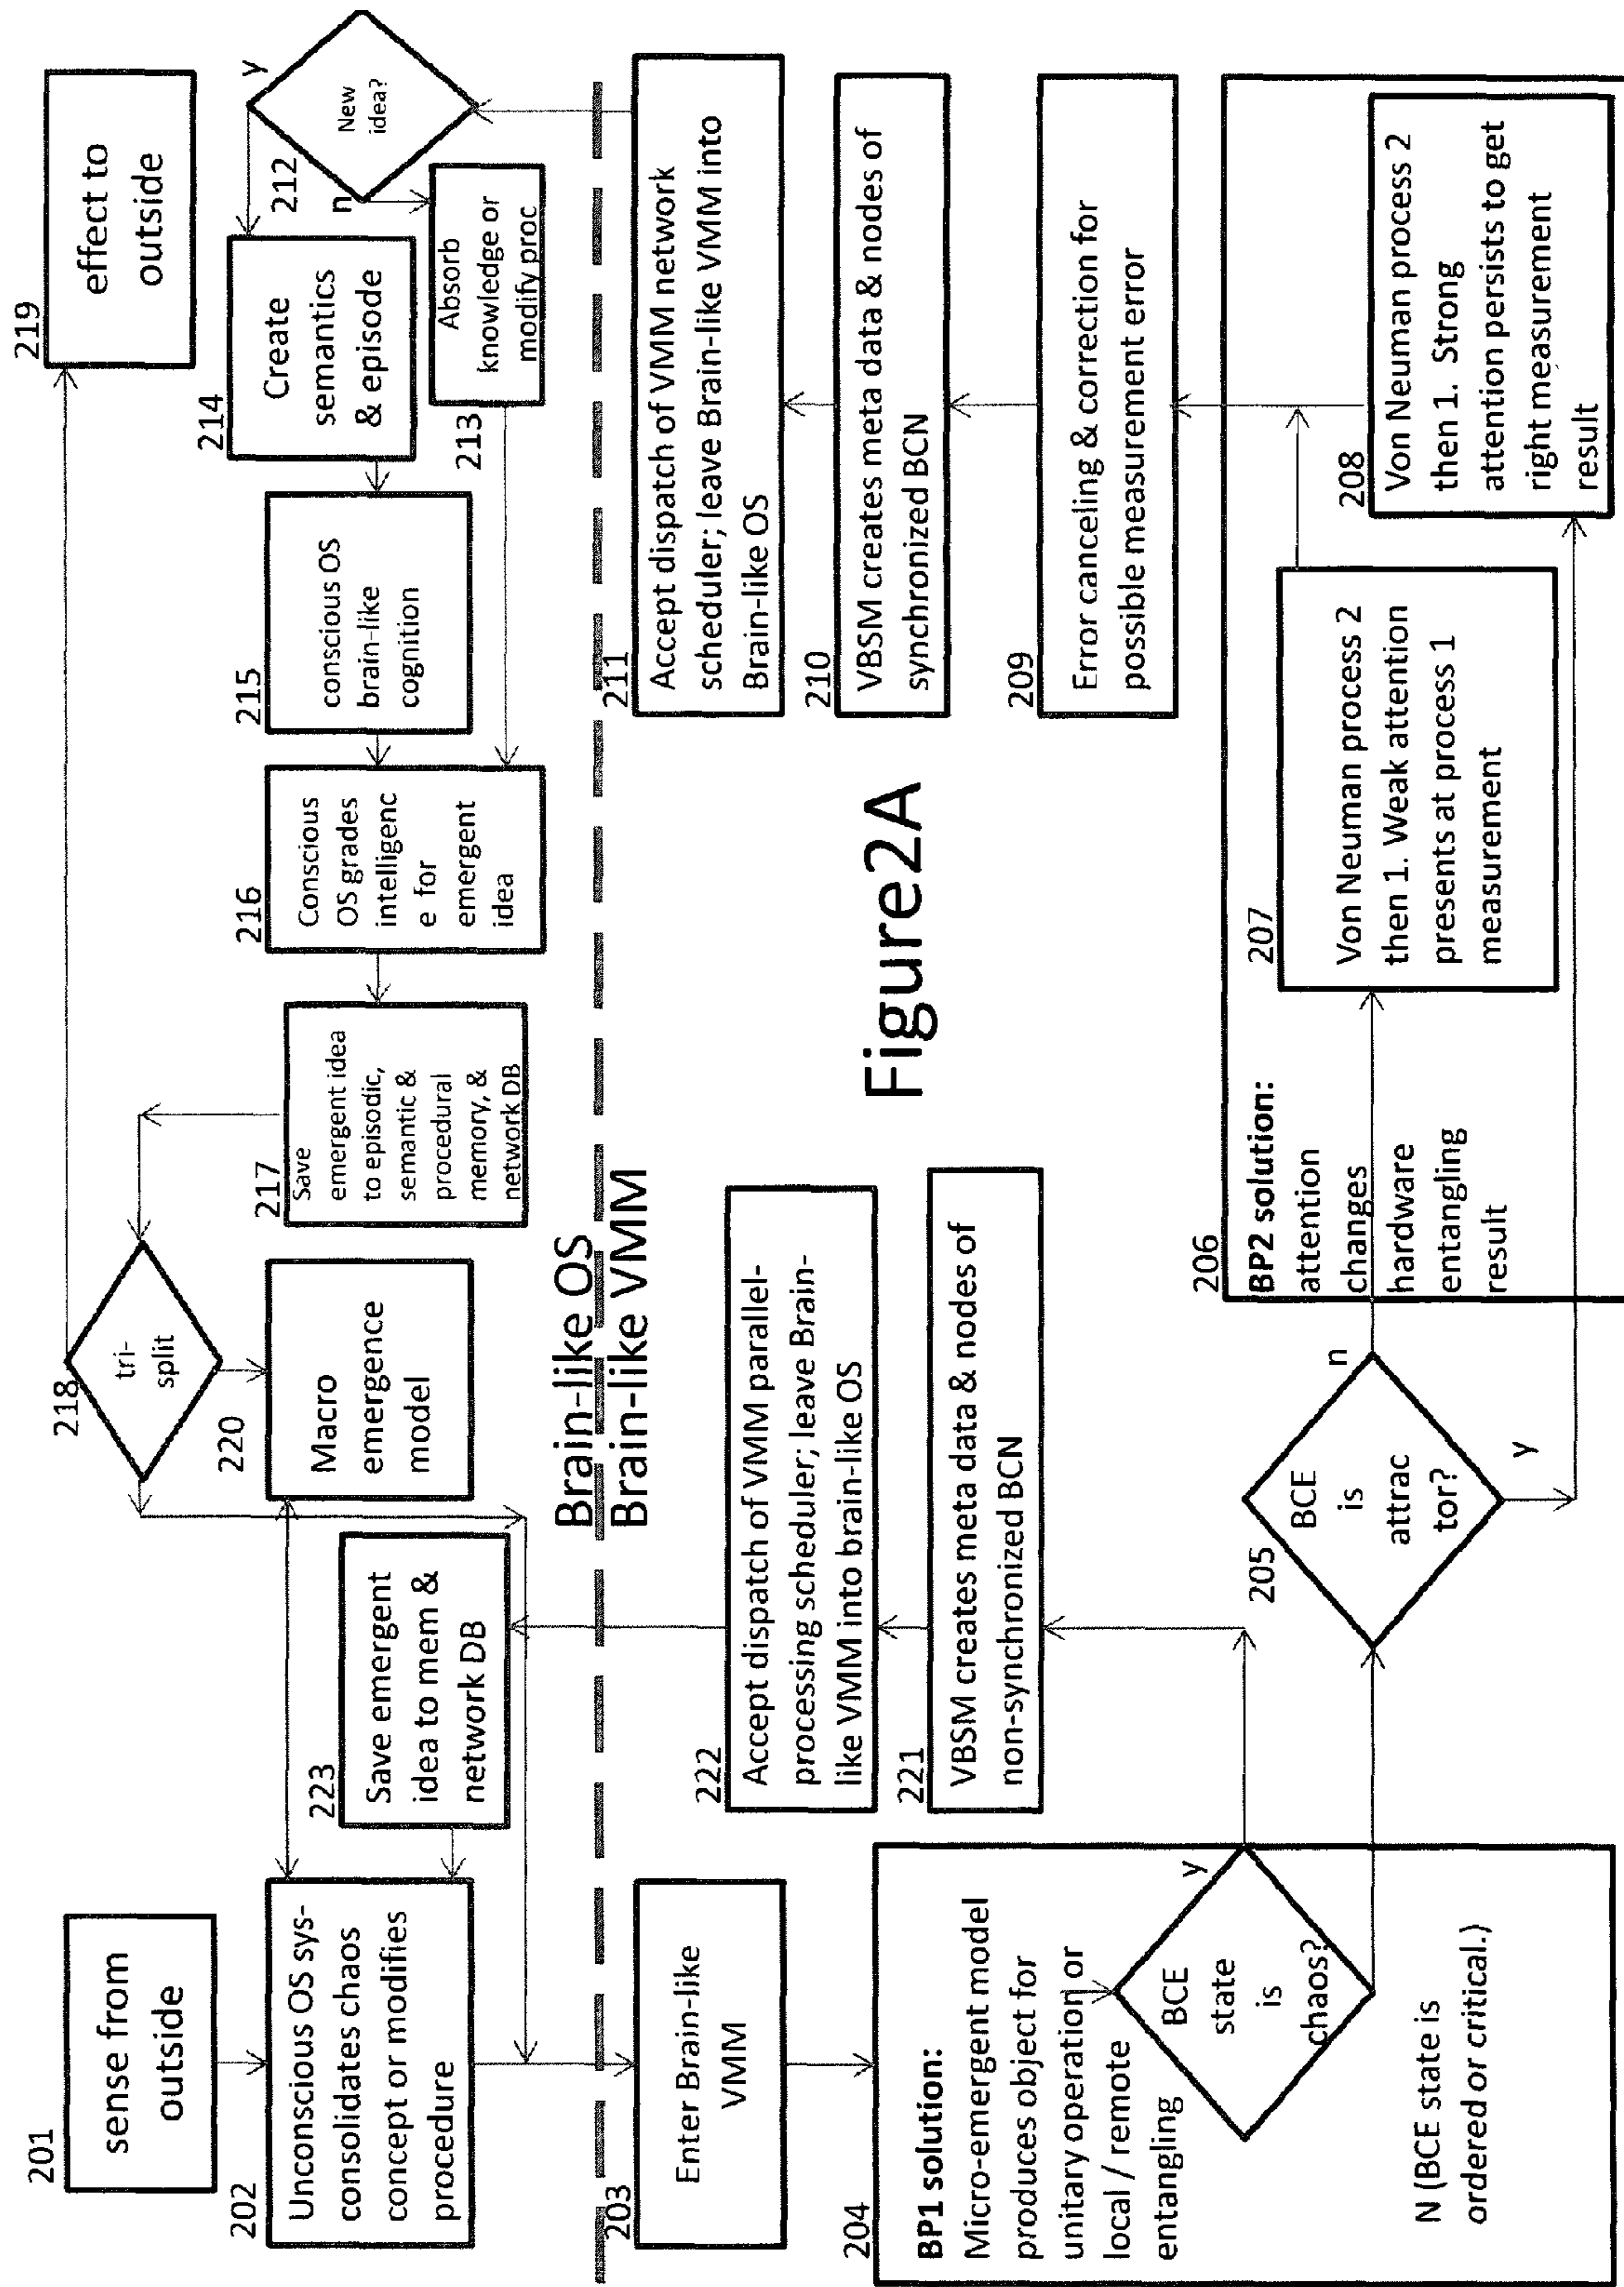 201
sense from
outside
202
Unconscious OS sys-
consolidates chaos
concept or modifies
procedure
203
Enter Brain-like
VMM
204
BP1 solution:
Micro-emergent model
produces object for
unitary operation or
local / remote
entangling
BCE
state
is
chaos?
y
N (BCE state is
ordered or critical.)
205
BCE
is
attrac
tor?
n
y
206
BP2 solution:
attention
changes
hardware
entangling
result
207
Von Neuman process 2
then 1. Weak attention
presents at process 1
measurement
208
Von Neuman process 2
then 1. Strong
attention persists to get
right measurement
result
209
Error canceling & correction for
possible measurement error
210
VBSM creates meta data & nodes of
synchronized BCN
211
Accept dispatch of VMM network
scheduler; leave Brain-like VMM into
Brain-like OS
212
New
idea?
y
n
213
Absorb
knowledge or
modify proc
214
Create
semantics
& episode
215
conscious OS
brain-like
cognition
216
Conscious
OS grades
intelligenc
e for
emergent
idea
217
Save
emergent idea
to episodic,
semantic &
procedural
memory, &
network DB
218
tri-
split
219
effect to
outside
220
Macro
emergence
model
221
VBSM creates meta data & nodes of
non-synchronized BCN
222
Accept dispatch of VMM parallel-
processing scheduler; leave Brain-
like VMM into brain-like OS
223
Save emergent
idea to mem &
network DB
Brain-like OS
Brain-like VMM
Figure2A